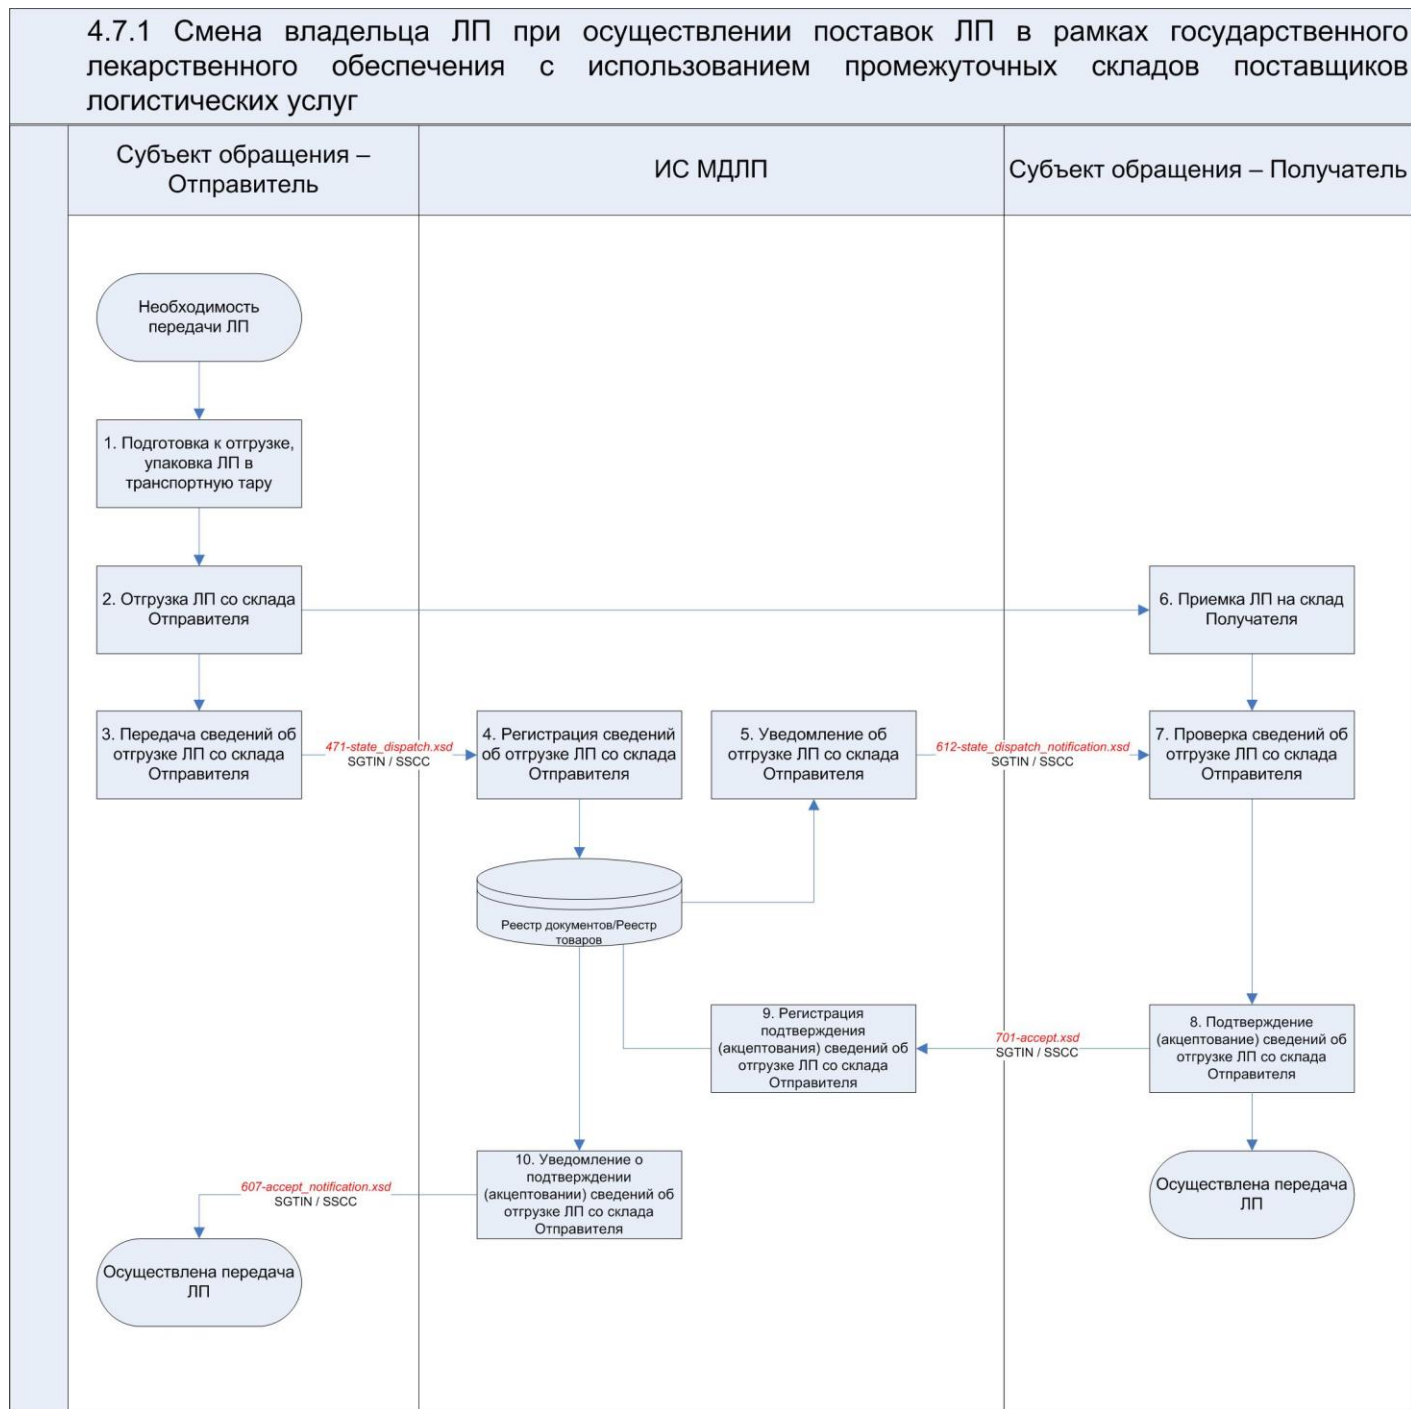 4.7.1 Смена владельца ЛП при осуществлении поставок ЛП в рамках государственного
лекарственного обеспечения с использованием промежуточных складов поставщиков
логистических услуг
Субъект обращения –
Отправитель
ИС МДЛП
Субъект обращения – Получатель
Необходимость
передачи ЛП
1. Подготовка к отгрузке,
упаковка ЛП в
транспортную тару
2. Отгрузка ЛП со склада
Отправителя
6. Приемка ЛП на склад
Получателя
3. Передача сведений об
отгрузке ЛП со склада
Отправителя
471-state_dispatch.xsd
SGTIN / SSCC
4. Регистрация сведений
об отгрузке ЛП со склада
Отправителя
5. Уведомление об
отгрузке ЛП со склада
Отправителя
612-state_dispatch_notification.xsd
SGTIN / SSCC
7. Проверка сведений об
отгрузке ЛП со склада
Отправителя
Реестр документов/Реестр
товаров
9. Регистрация
подтверждения
(акцептования) сведений об
отгрузке ЛП со склада
Отправителя
701-accept.xsd
SGTIN / SSCC
8. Подтверждение
(акцептование) сведений об
отгрузке ЛП со склада
Отправителя
10. Уведомление о
подтверждении
(акцептовании) сведений об
отгрузке ЛП со склада
Отправителя
607-accept_notification.xsd
SGTIN / SSCC
Осуществлена передача
ЛП
Осуществлена передача
ЛП